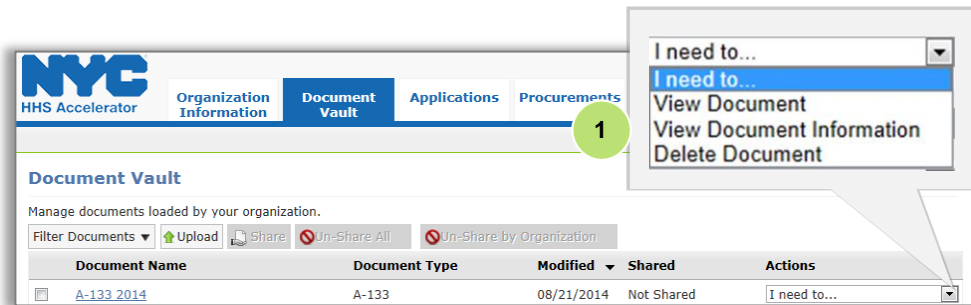 NYC
HHS Accelerator
Organization Information
Document Vault
Applications
Procurements
1
I need to...
I need to...
View Document
View Document Information
Delete Document
Document Vault
Manage documents loaded by your organization.
Filter Documents Upload Share Un-Share All Un-Share by Organization
Document Name Document Type Modified Shared Actions
A-133 2014 A-133 08/21/2014 Not Shared I need to...